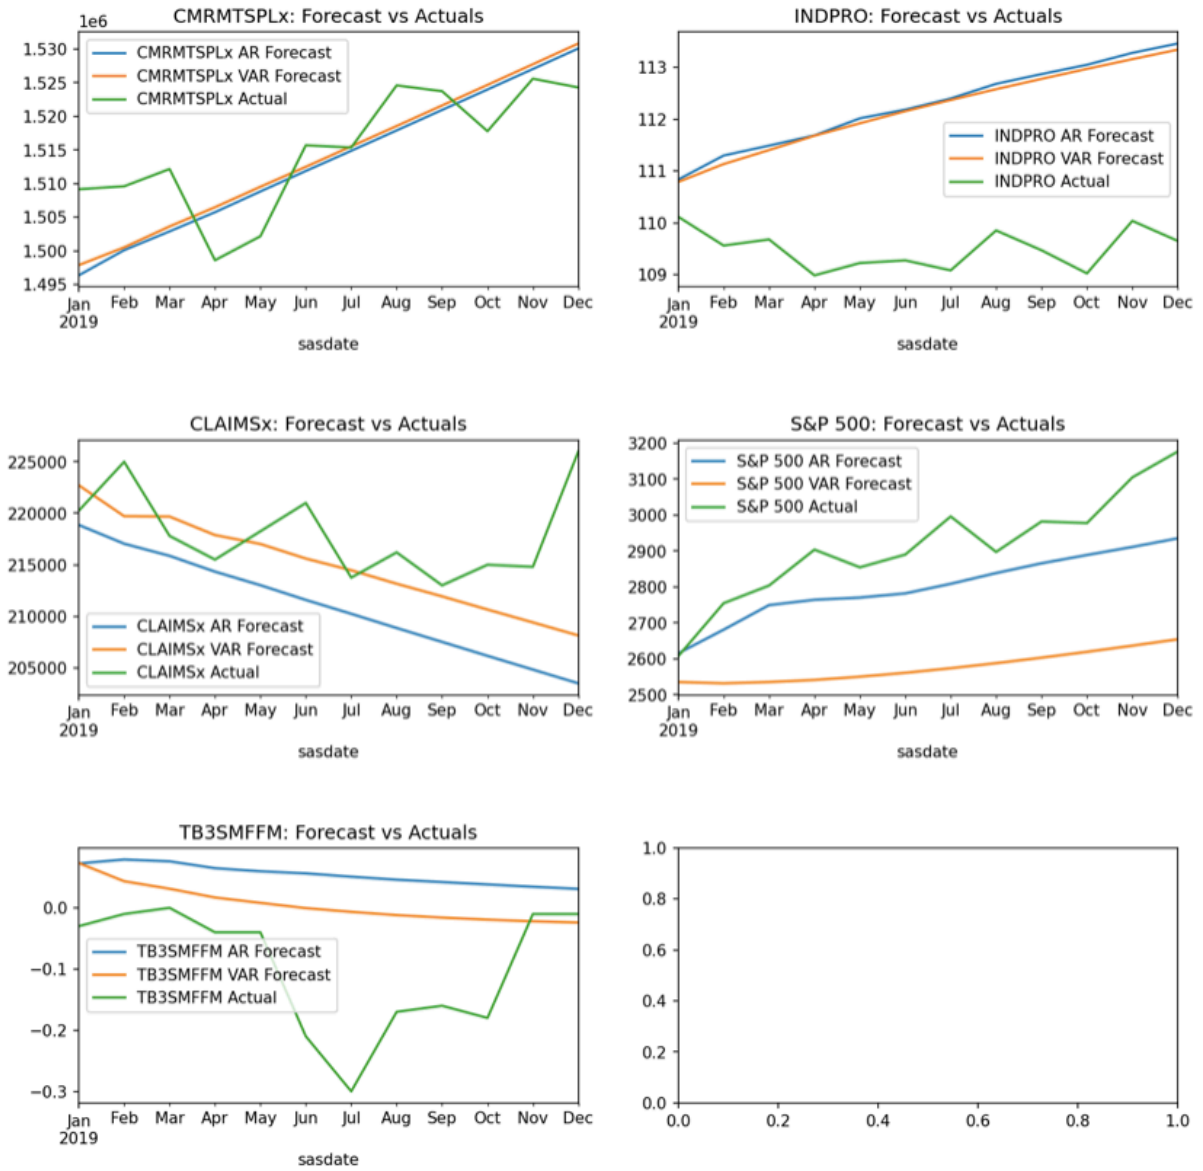 CMRMTSPLx: Forecast vs Actuals
1e6
CMRMTSPLx AR Forecast
CMRMTSPLx VAR Forecast
CMRMTSPLx Actual
1.530
1.525
1.520
1.515
1.510
1.505
1.500
1.495
Jan Feb Mar Apr May Jun Jul Aug Sep Oct Nov Dec
2019
sasdate
INDPRO: Forecast vs Actuals
113
112
111
110
109
INDPRO AR Forecast
INDPRO VAR Forecast
INDPRO Actual
Jan Feb Mar Apr May Jun Jul Aug Sep Oct Nov Dec
2019
sasdate
CLAIMSx: Forecast vs Actuals
225000
220000
215000
210000
205000
CLAIMSx AR Forecast
CLAIMSx VAR Forecast
CLAIMSx Actual
Jan Feb Mar Apr May Jun Jul Aug Sep Oct Nov Dec
2019
sasdate
S&P 500: Forecast vs Actuals
S&P 500 AR Forecast
S&P 500 VAR Forecast
S&P 500 Actual
3200
3100
3000
2900
2800
2700
2600
2500
Jan Feb Mar Apr May Jun Jul Aug Sep Oct Nov Dec
2019
sasdate
TB3SMFFM: Forecast vs Actuals
0.0
−0.1
−0.2
−0.3
TB3SMFFM AR Forecast
TB3SMFFM VAR Forecast
TB3SMFFM Actual
Jan Feb Mar Apr May Jun Jul Aug Sep Oct Nov Dec
2019
sasdate
1.0
0.8
0.6
0.4
0.2
0.0
0.0 0.2 0.4 0.6 0.8 1.0